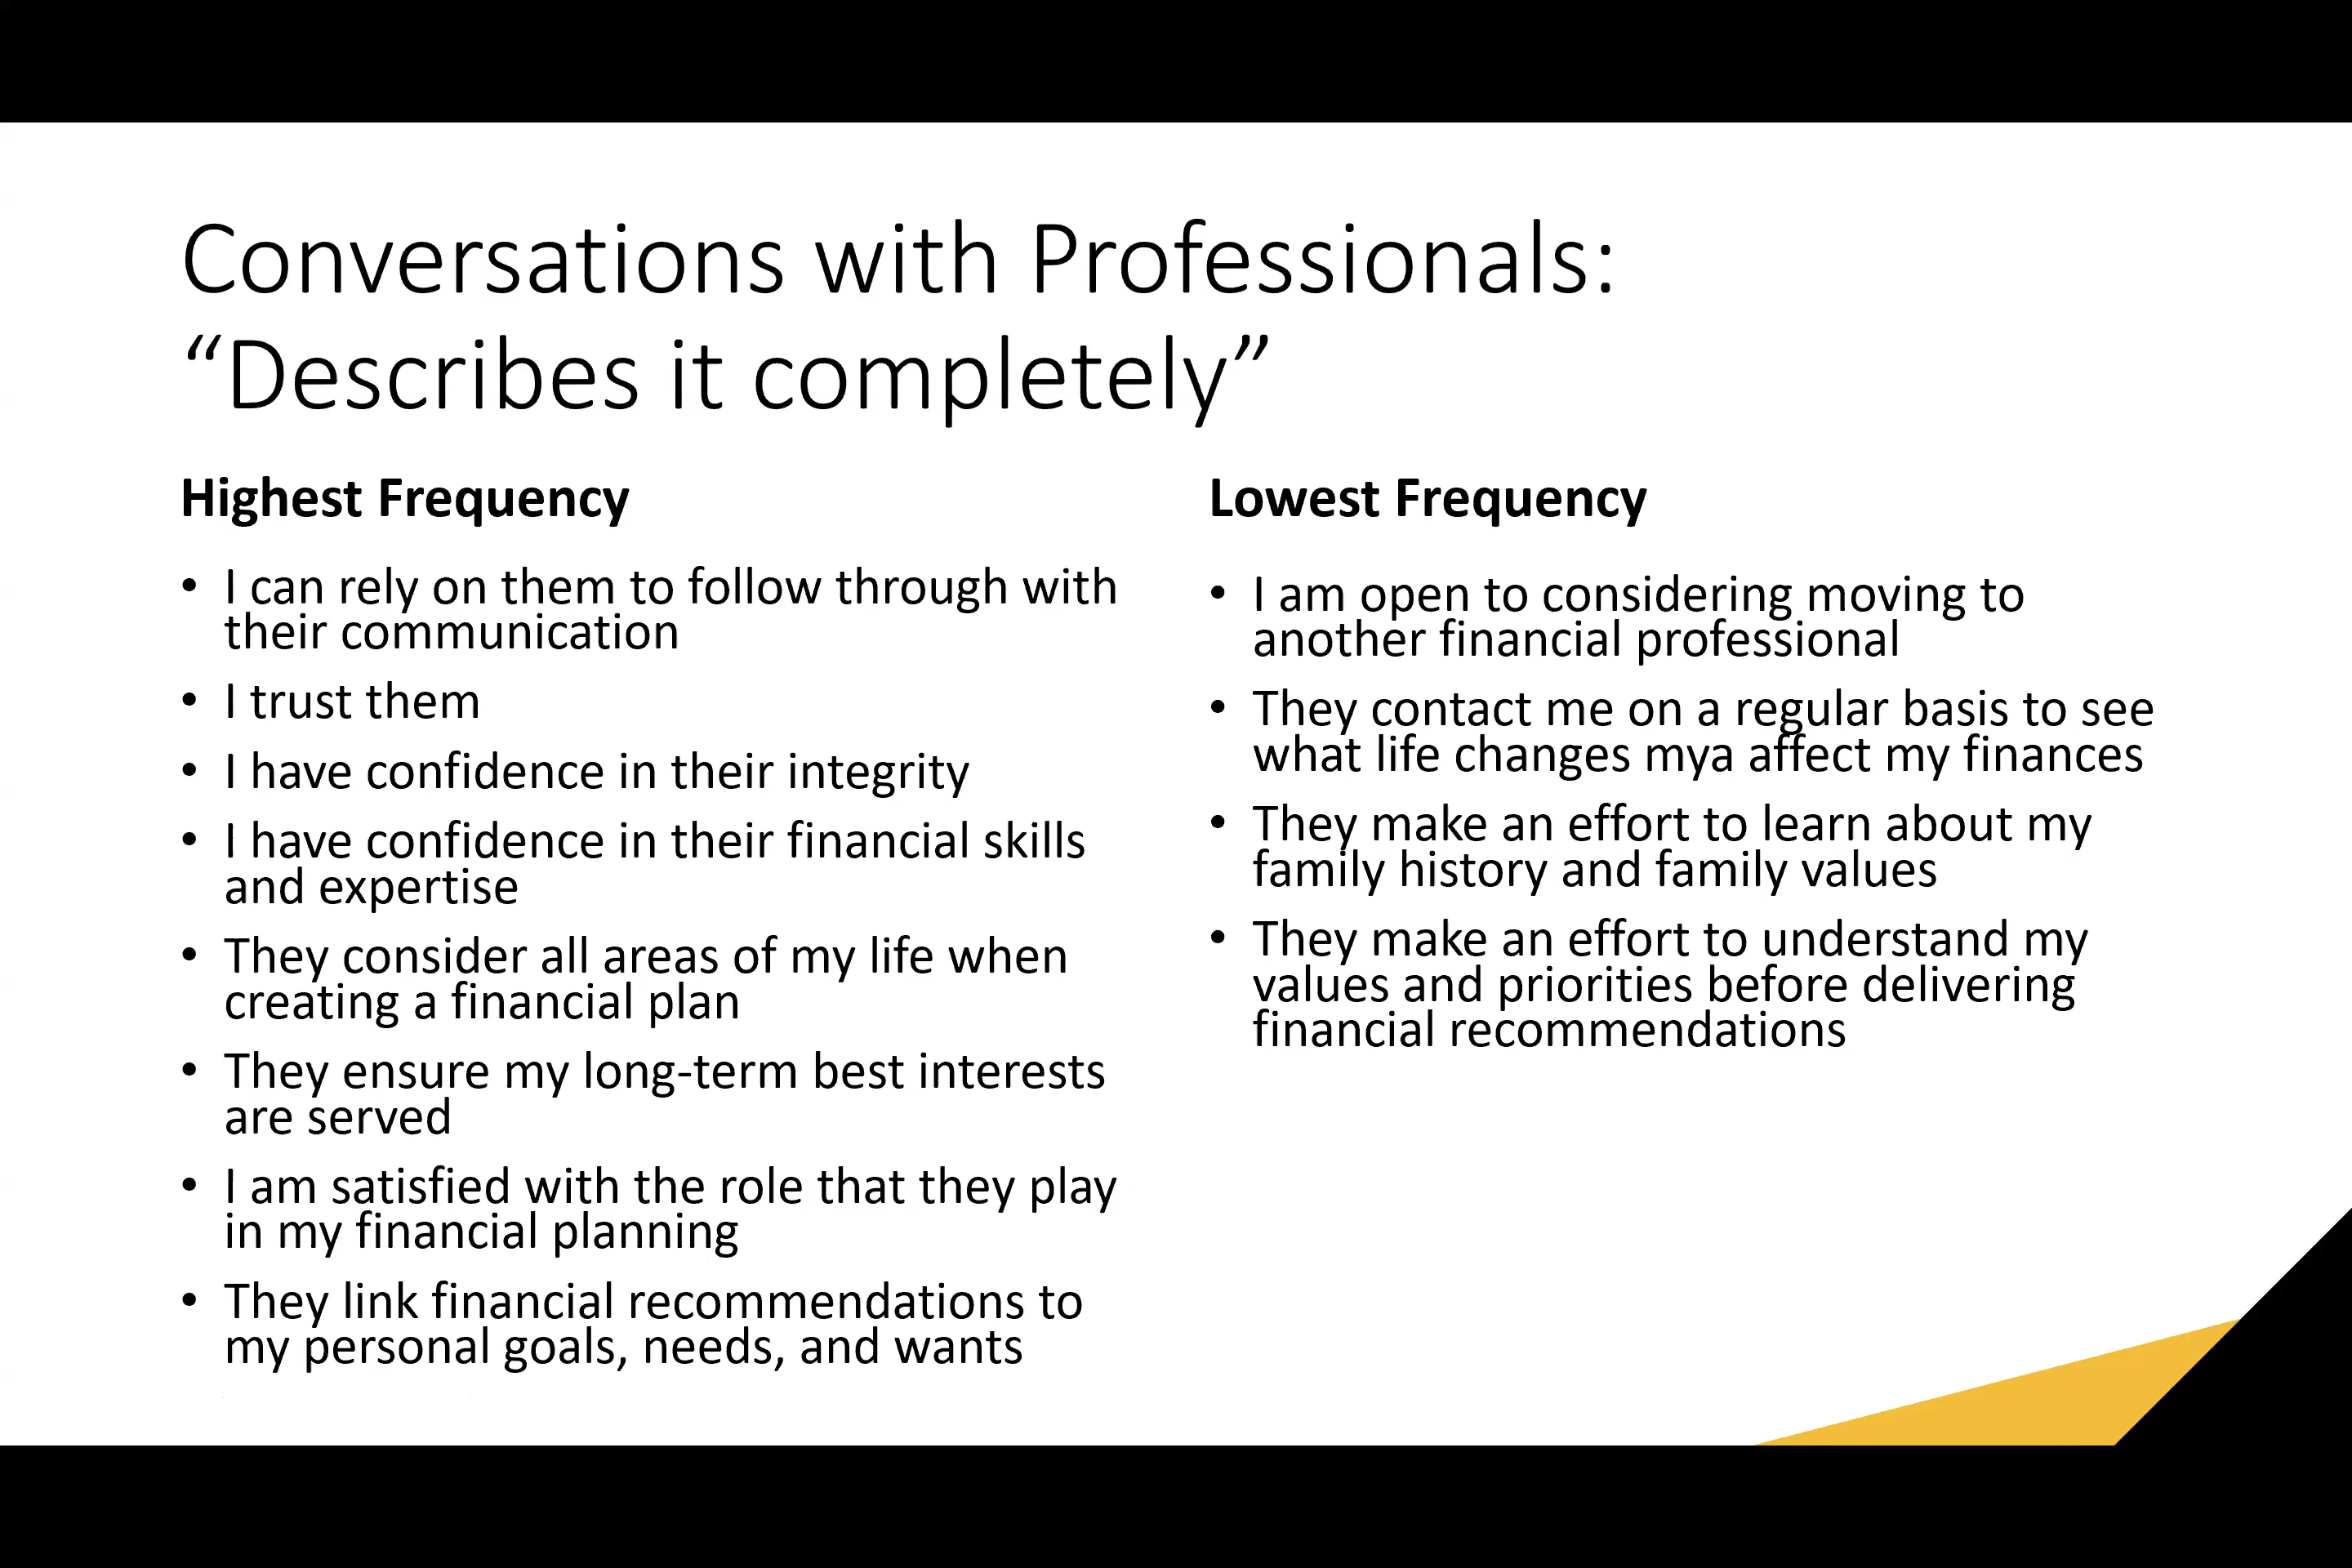 Conversations with Professionals:
“Describes it completely”
Highest Frequency
• I can rely on them to follow through with
their communication
• I trust them
• I have confidence in their integrity
• I have confidence in their financial skills
and expertise
• They consider all areas of my life when
creating a financial plan
• They ensure my long-term best interests
are served
• I am satisfied with the role that they play
in my financial planning
• They link financial recommendations to
my personal goals, needs, and wants
Lowest Frequency
• I am open to considering moving to
another financial professional
• They contact me on a regular basis to see
what life changes mya affect my finances
• They make an effort to learn about my
family history and family values
• They make an effort to understand my
values and priorities before delivering
financial recommendations